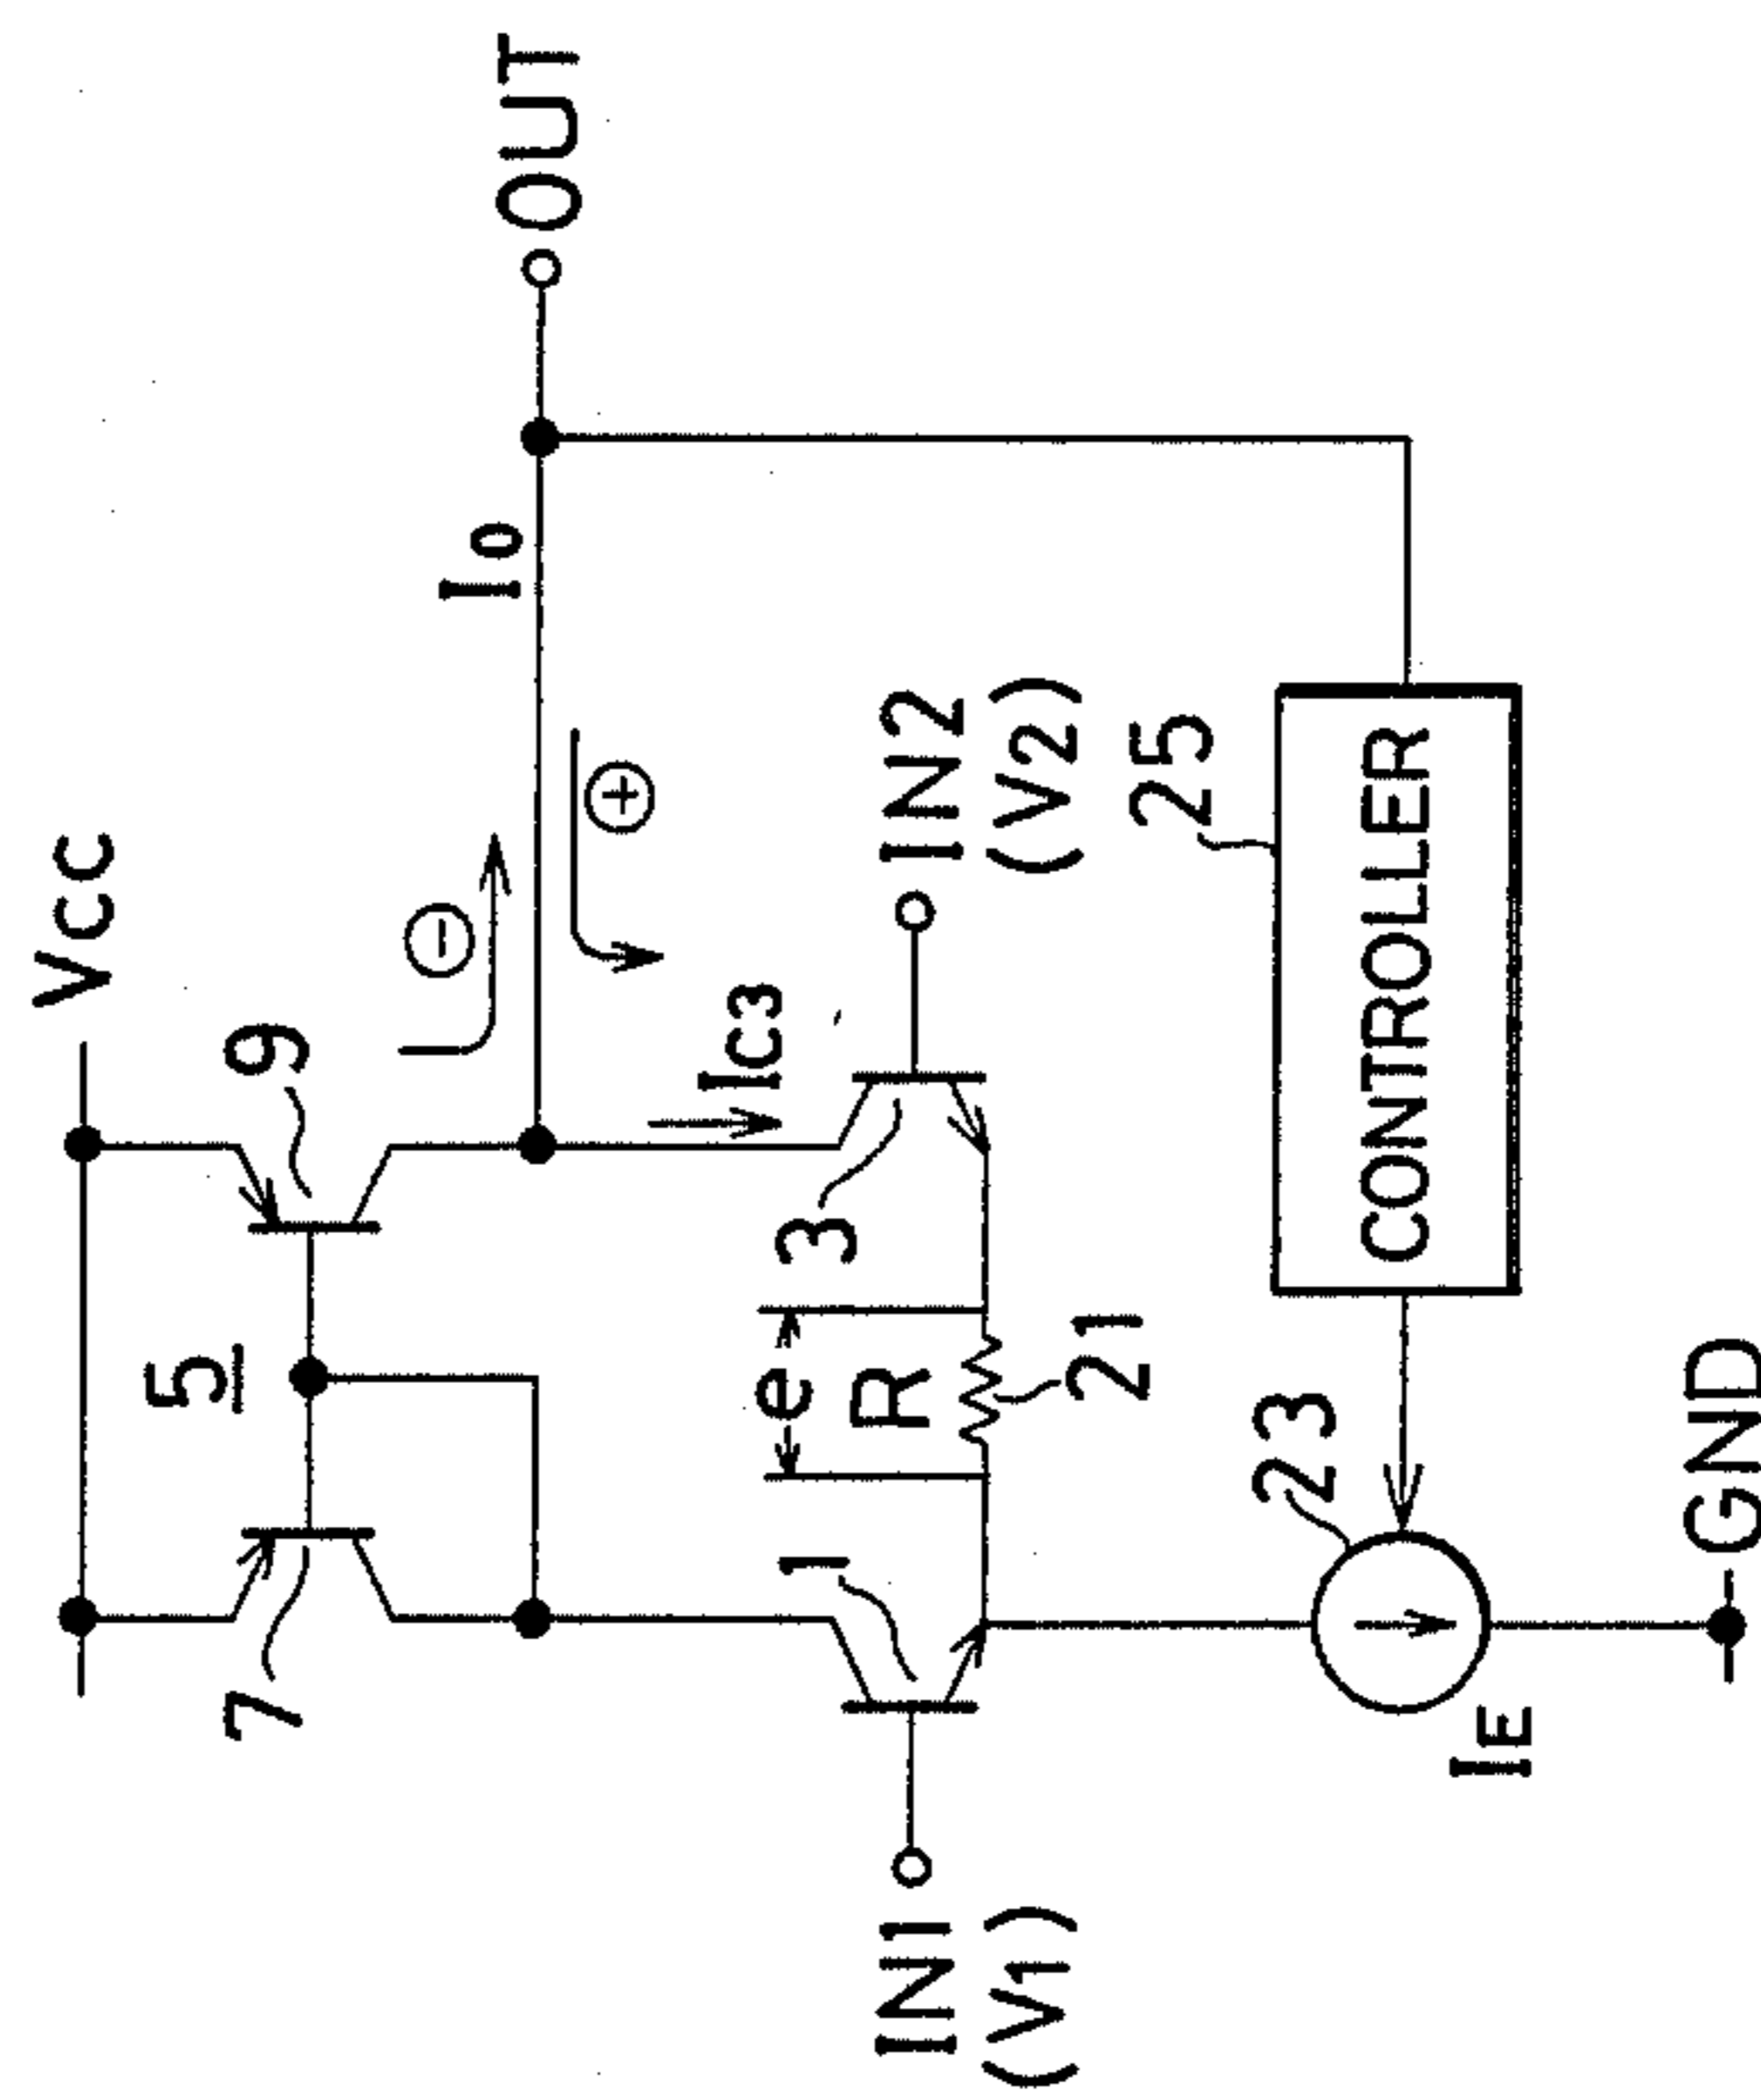 Vcc
7
5
9
⊖
Io
OUT
⊕
Ic3
IN1
(V1)
1
e
R
21
3
IN2
(V2)
23
25
CONTROLLER
IE
GND